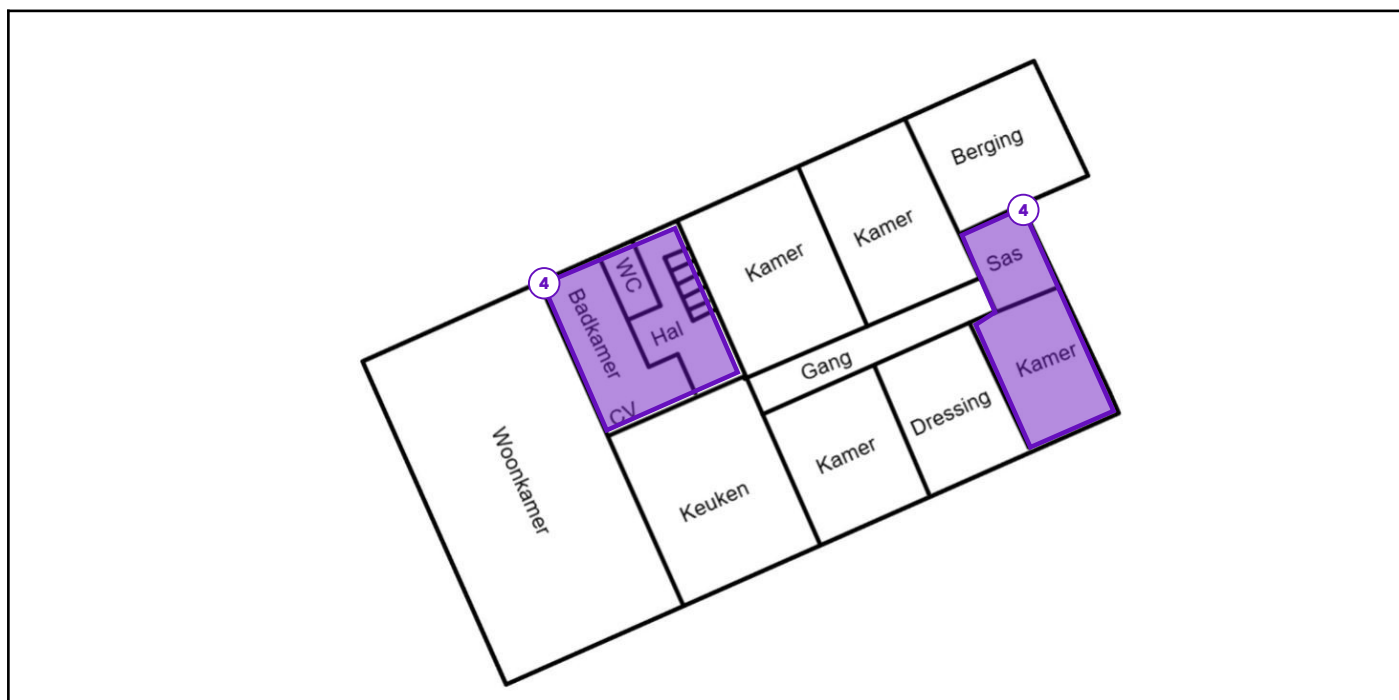 Berging
4
Kamer
Sas
Kamer
4
WC
Badkamer
Hal
Kamer
Gang
CV
Dressing
Kamer
Woonkamer
Keuken